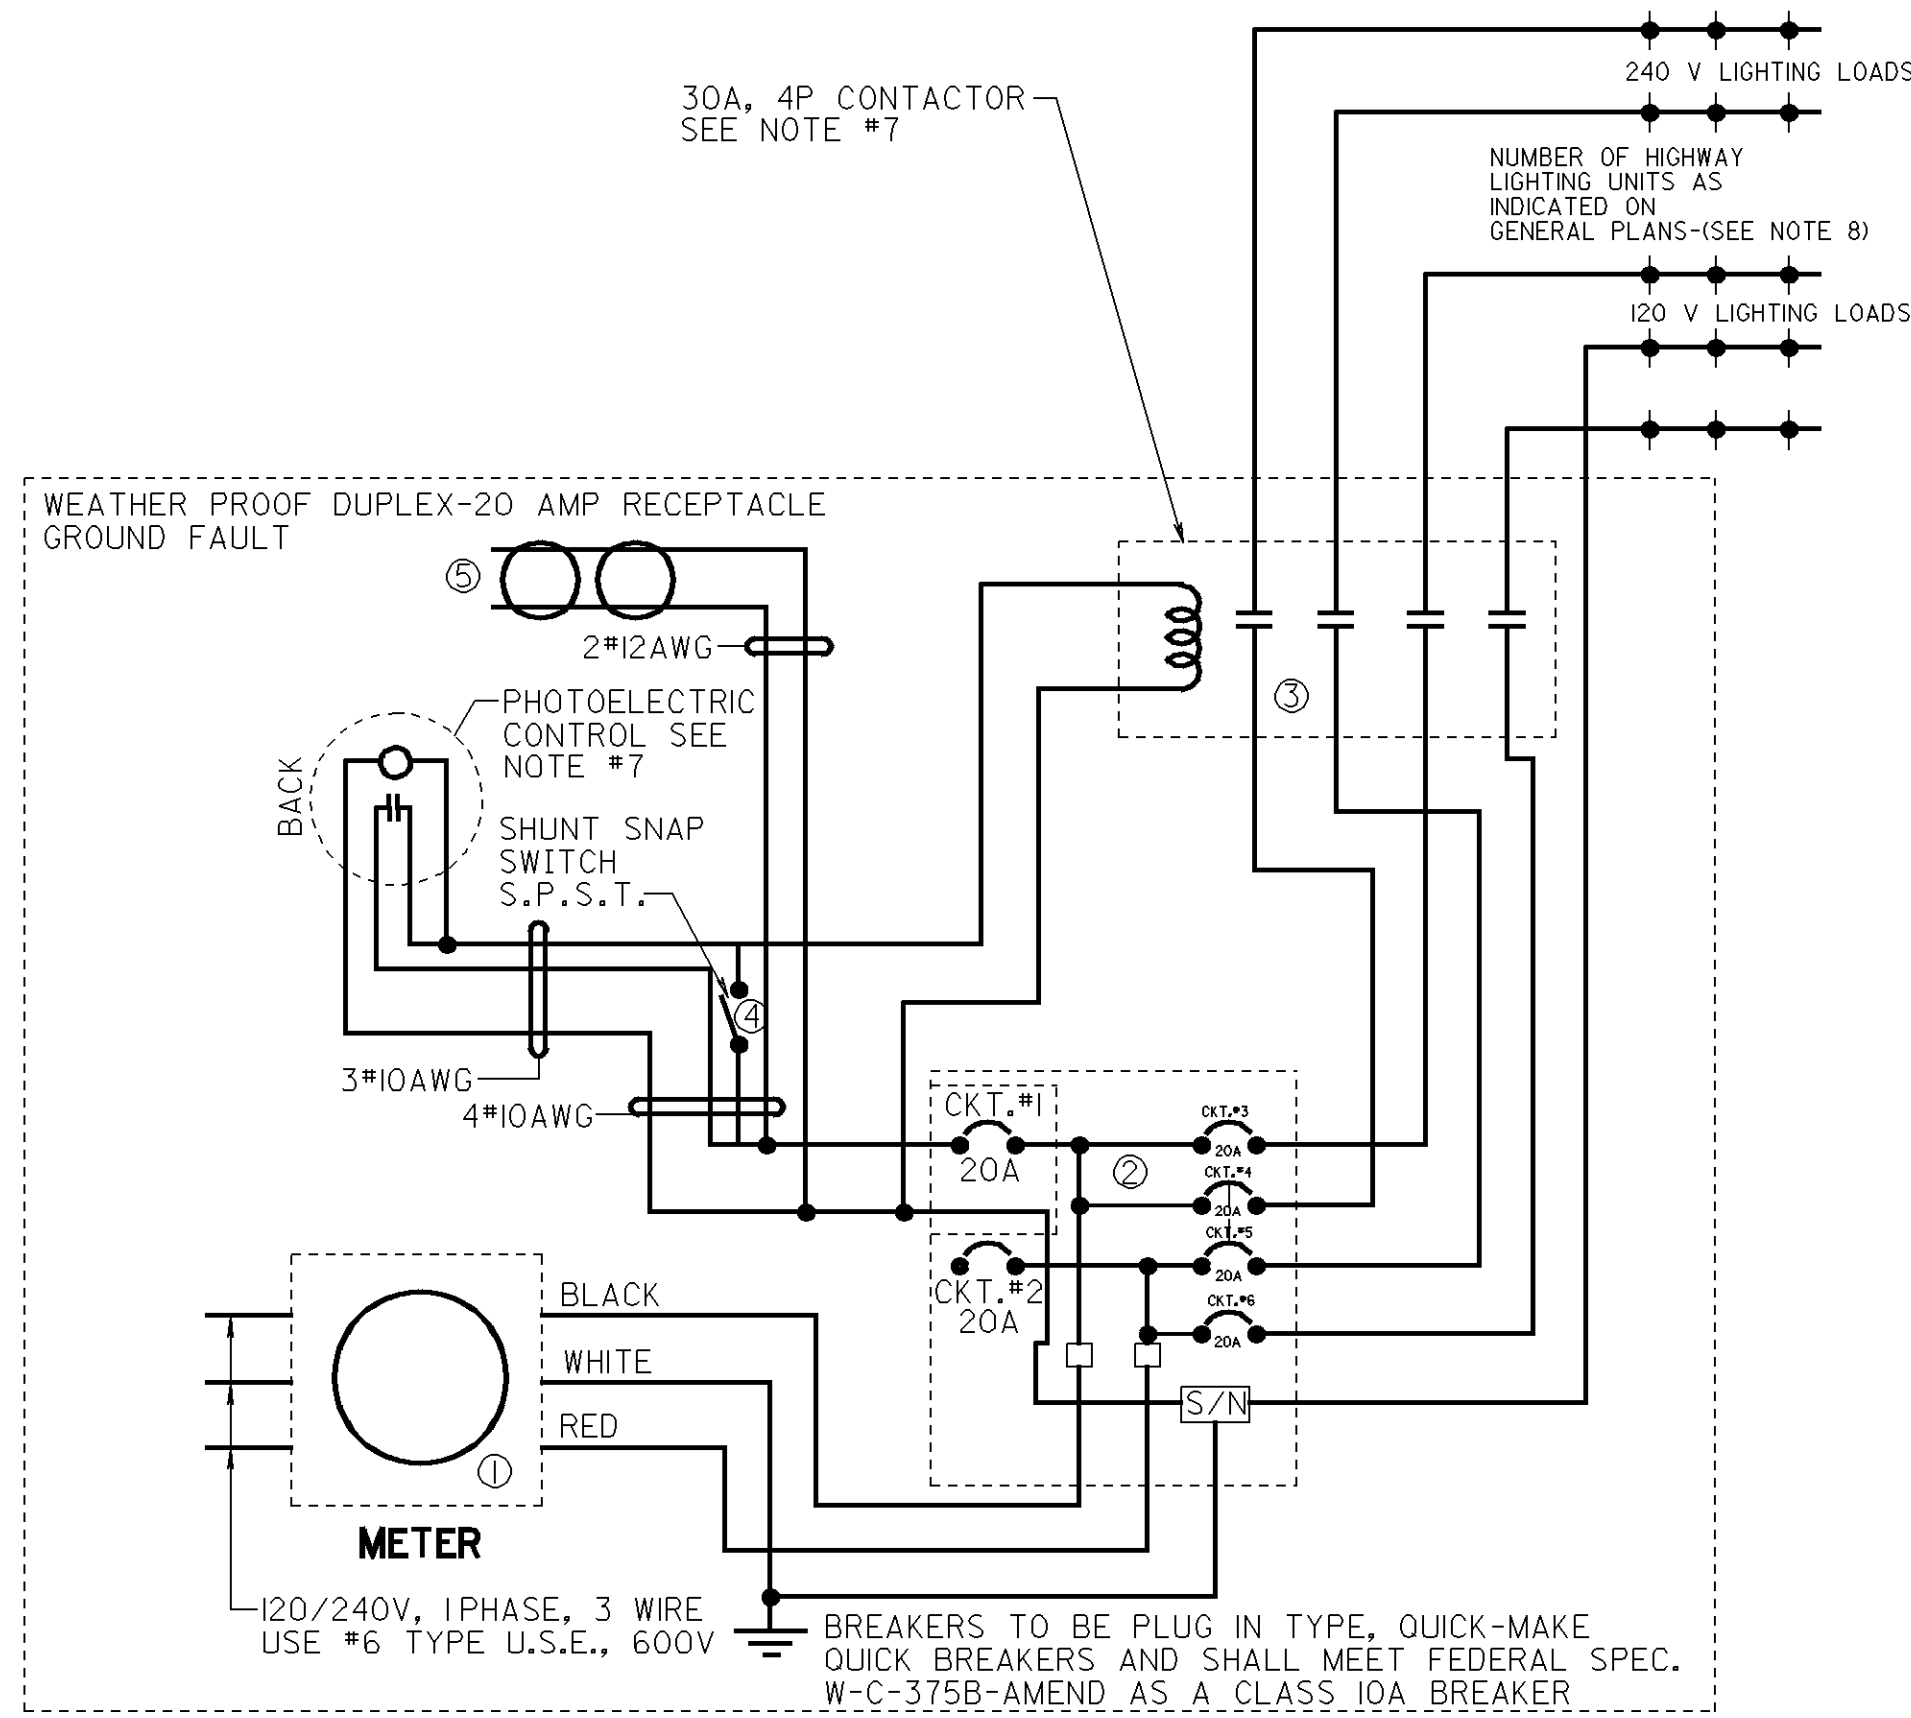 240 V LIGHTING LOADS
30A, 4P CONTACTOR
SEE NOTE #7
NUMBER OF HIGHWAY
LIGHTING UNITS AS
INDICATED ON
GENERAL PLANS-(SEE NOTE 8)
120 V LIGHTING LOADS
WEATHER PROOF DUPLEX-20 AMP RECEPTACLE
GROUND FAULT
5
2#12AWG
PHOTOELECTRIC
CONTROL SEE
NOTE #7
BACK
3
SHUNT SNAP
SWITCH
S.P.S.T.
4
3#10AWG
4#10AWG
CKT.#1
20A
CKT.#3
20A
2
CKT.#4
20A
CKT.#5
20A
CKT.#2
20A
CKT.#6
20A
S/N
BLACK
WHITE
RED
1
METER
120/240V, 1PHASE, 3 WIRE
USE #6 TYPE U.S.E., 600V
BREAKERS TO BE PLUG IN TYPE, QUICK-MAKE
QUICK BREAKERS AND SHALL MEET FEDERAL SPEC.
W-C-375B-AMEND AS A CLASS 10A BREAKER